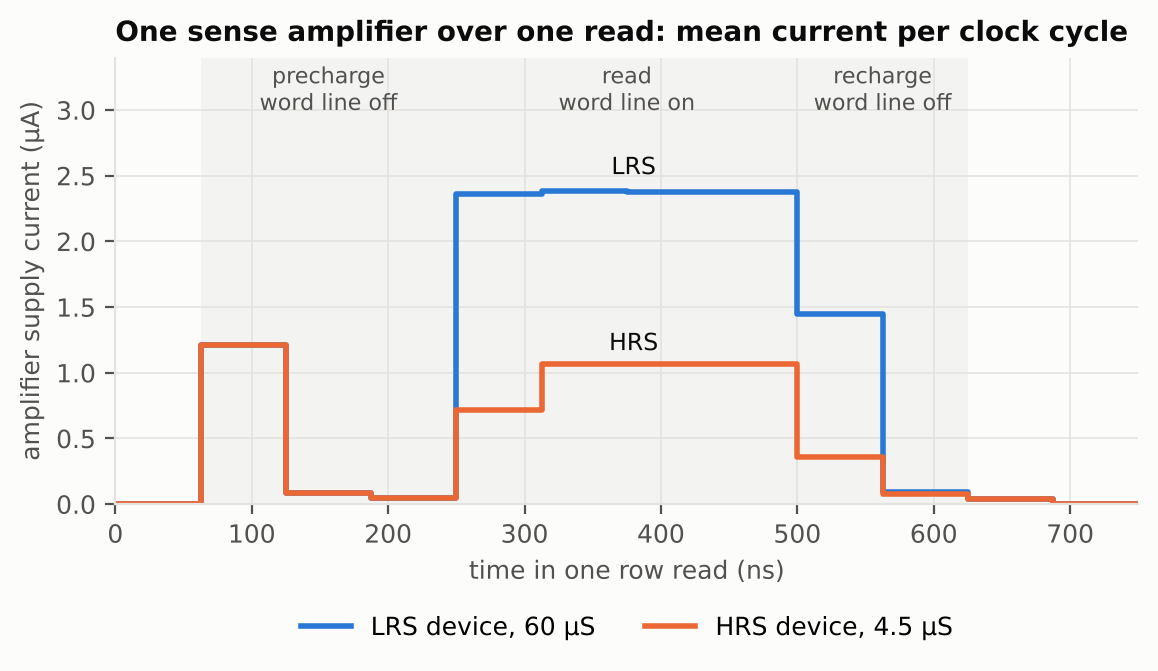 One sense amplifier over one read: mean current per clock cycle
precharge
word line off
read
word line on
recharge
word line off
amplifier supply current (µA)
3.0
2.5
2.0
1.5
1.0
0.5
0.0
LRS
HRS
0
100
200
300
400
500
600
700
time in one row read (ns)
LRS device, 60 µS
HRS device, 4.5 µS